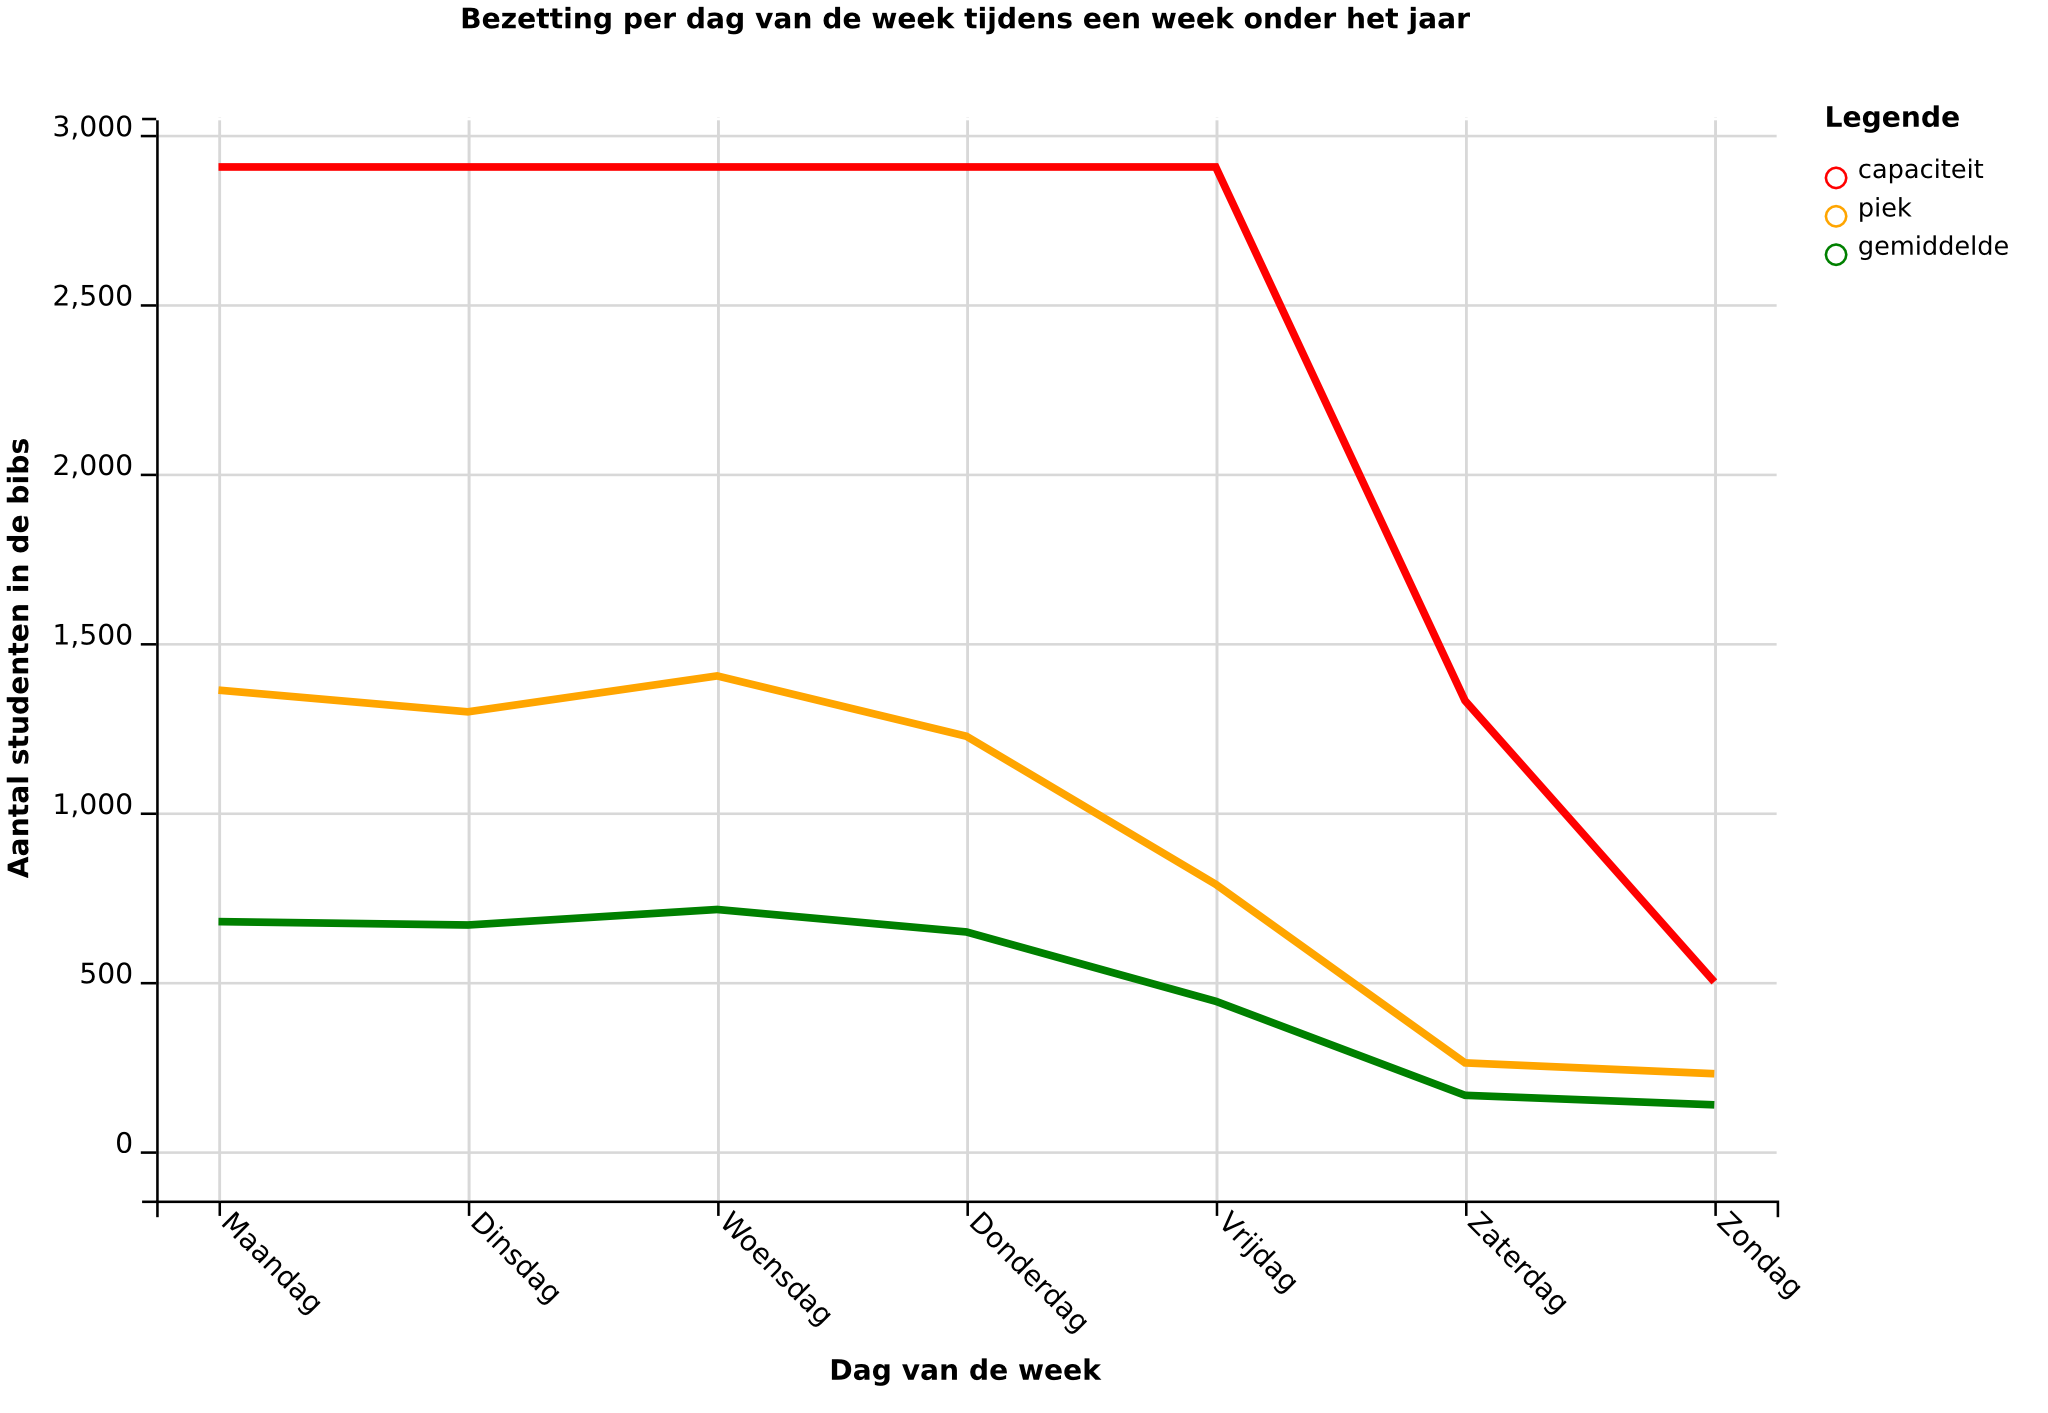 Bezetting per dag van de week tijdens een week onder het jaar
Legende
capaciteit
piek
gemiddelde
Aantal studenten in de bibs
3,000
2,500
2,000
1,500
1,000
500
0
Maandag
Dinsdag
Woensdag
Donderdag
Vrijdag
Zaterdag
Zondag
Dag van de week